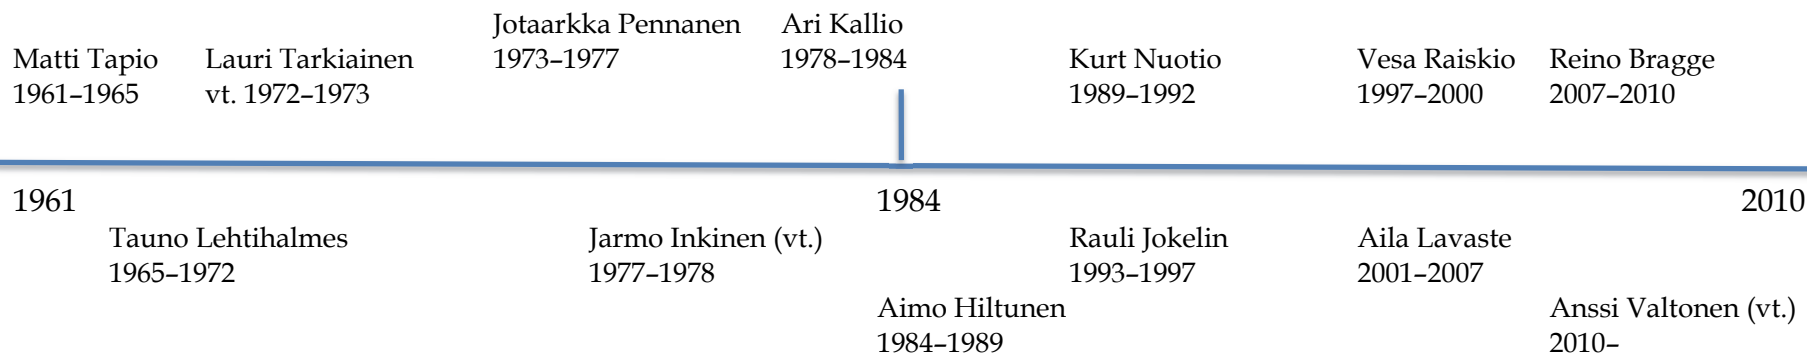 Jotaarkka Pennanen
1973–1977
Ari Kallio
1978–1984
Matti Tapio
1961–1965
Lauri Tarkiainen
vt. 1972–1973
Kurt Nuotio
1989–1992
Vesa Raiskio
1997–2000
Reino Bragge
2007–2010
1961
1984
2010
Tauno Lehtihalmes
1965–1972
Jarmo Inkinen (vt.)
1977–1978
Rauli Jokelin
1993–1997
Aila Lavaste
2001–2007
Aimo Hiltunen
1984–1989
Anssi Valtonen (vt.)
2010–